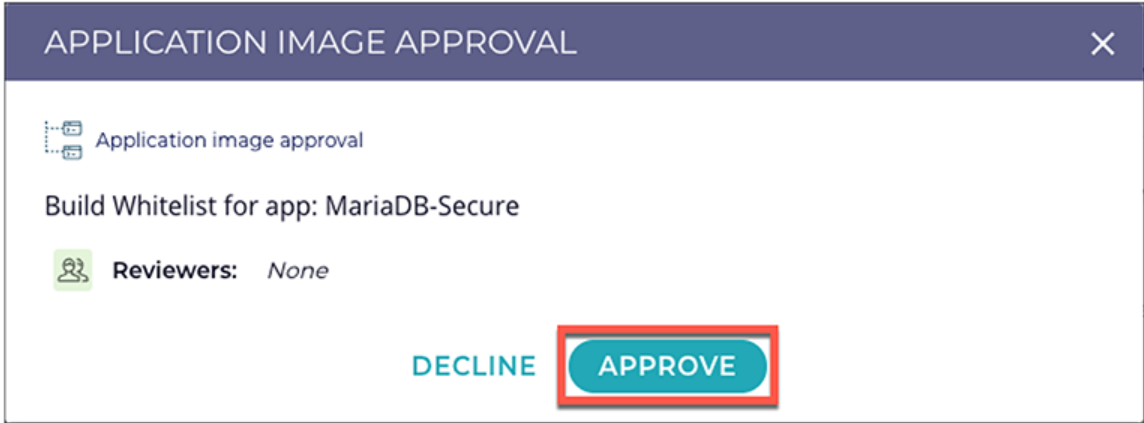 APPLICATION IMAGE APPROVAL
Application image approval
Build Whitelist for app: MariaDB-Secure
Reviewers: None
DECLINE APPROVE